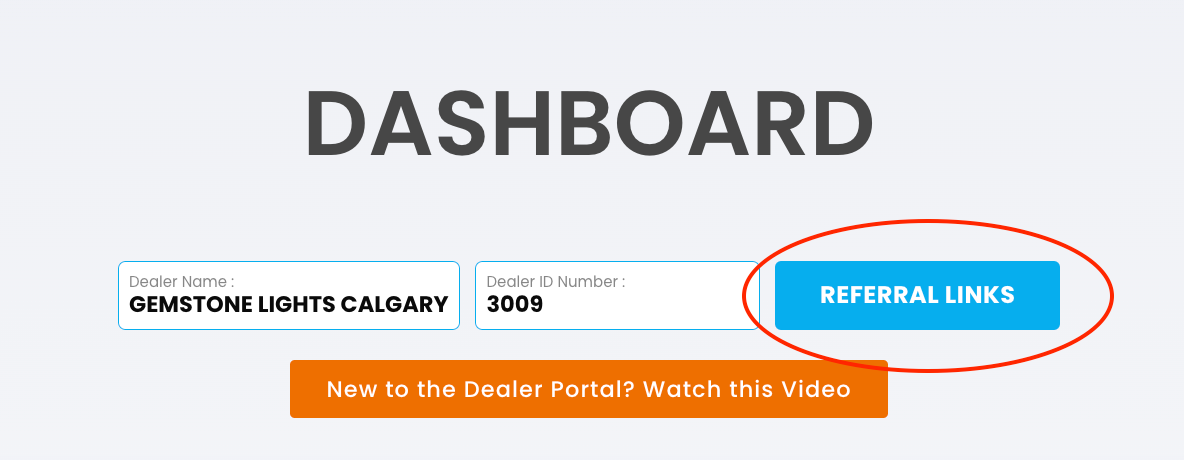 DASHBOARD
Dealer Name :
GEMSTONE LIGHTS CALGARY
Dealer ID Number :
3009
REFERRAL LINKS
New to the Dealer Portal? Watch this Video